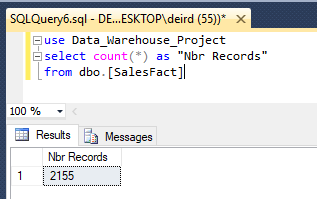 SQLQuery6.sql - DE...ESKTOP\deird (55))*
use Data_Warehouse_Project
select count(*) as "Nbr Records"
from dbo.[SalesFact]
100 %
Results Messages
Nbr Records
1 2155